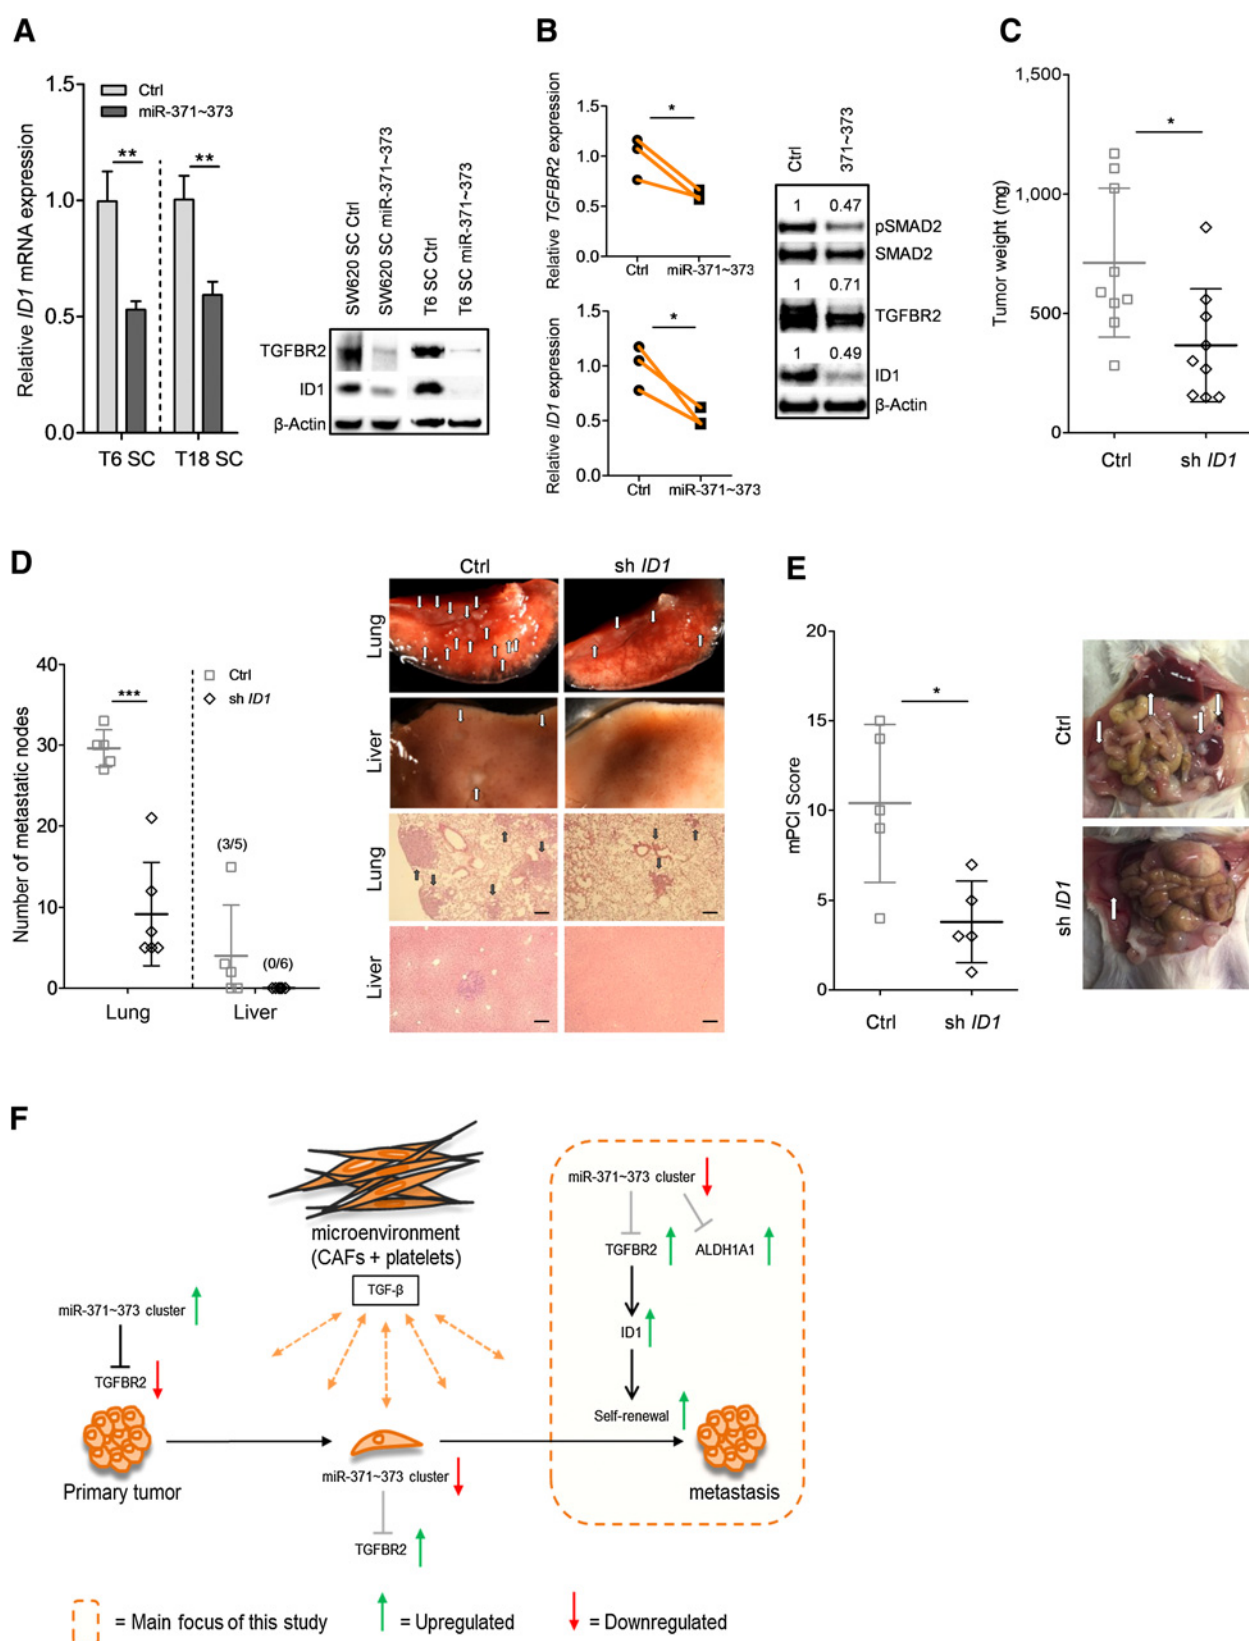 A
1.5
1.0
0.5
0.0
Relative ID1 mRNA expression
Ctrl
miR-371~373
**
**
T6 SC
T18 SC
SW620 SC Ctrl
SW620 SC miR-371~373
T6 SC Ctrl
T6 SC miR-371~373
TGFBR2
ID1
β-Actin
B
Relative TGFBR2 expression
1.5
1.0
0.5
0.0
*
Ctrl
miR-371~373
Relative ID1 expression
1.5
1.0
0.5
0.0
*
Ctrl
miR-371~373
Ctrl
371~373
1 0.47
pSMAD2
SMAD2
1 0.71
TGFBR2
1 0.49
ID1
β-Actin
C
Tumor weight (mg)
1,500
1,000
500
0
*
Ctrl
sh ID1
D
Number of metastatic nodes
40
30
20
10
0
Ctrl
sh ID1
***
(3/5)
(0/6)
Lung
Liver
Ctrl
sh ID1
Lung
Liver
Lung
Liver
E
mPCI Score
20
15
10
5
0
*
Ctrl
sh ID1
Ctrl
sh ID1
F
microenvironment
(CAFs + platelets)
TGF-β
miR-371~373 cluster
TGFBR2
Primary tumor
miR-371~373 cluster
TGFBR2
miR-371~373 cluster
TGFBR2
ALDH1A1
ID1
Self-renewal
metastasis
= Main focus of this study
= Upregulated
= Downregulated